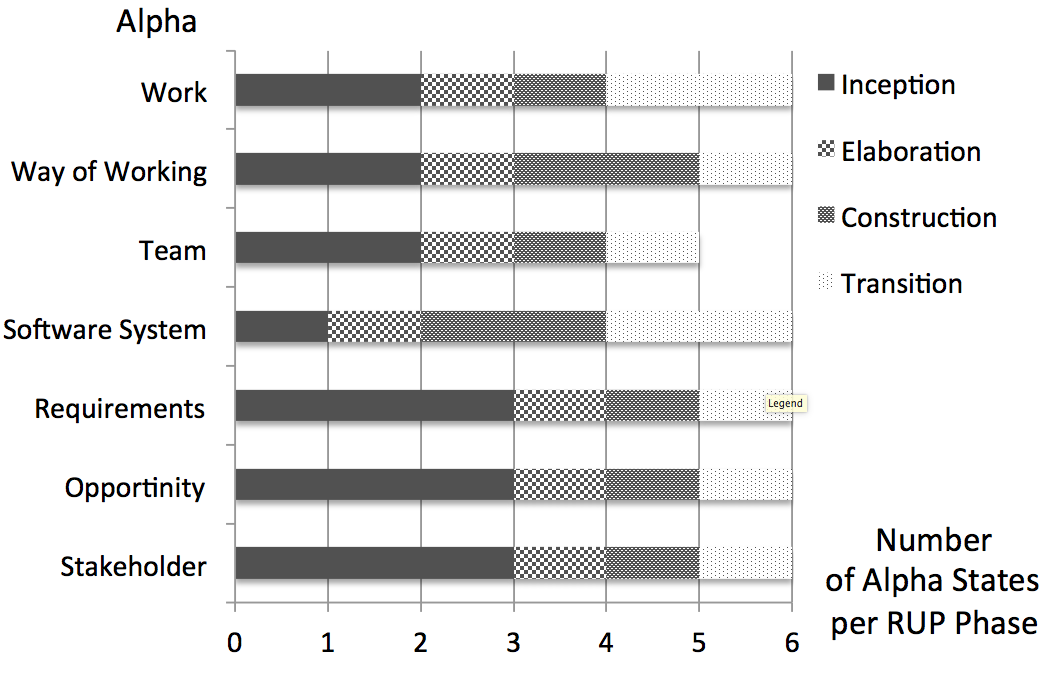 Alpha
Work
Way of Working
Team
Software System
Requirements
Opportinity
Stakeholder
0 1 2 3 4 5 6
Inception
Elaboration
Construction
Transition
Legend
Number
of Alpha States
per RUP Phase